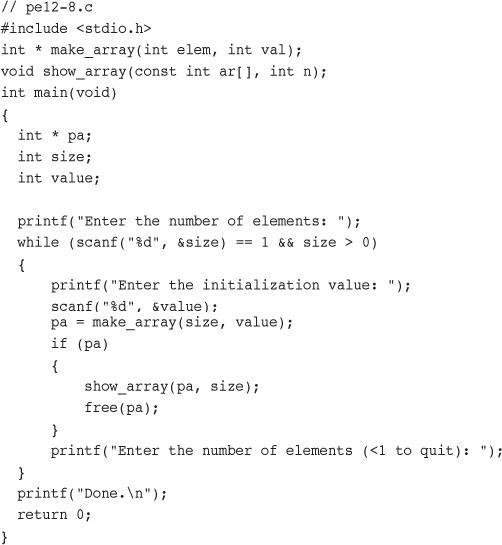 // pe12-8.c
#include <stdio.h>
int * make_array(int elem, int val);
void show_array(const int ar[], int n);
int main(void)
{
  int * pa;
  int size;
  int value;

  printf("Enter the number of elements: ");
  while (scanf("%d", &size) == 1 && size > 0)
  {
      printf("Enter the initialization value: ");
      scanf("%d", &value);
      pa = make_array(size, value);
      if (pa)
      {
          show_array(pa, size);
          free(pa);
      }
      printf("Enter the number of elements (<1 to quit): ");
  }
  printf("Done.\n");
  return 0;
}